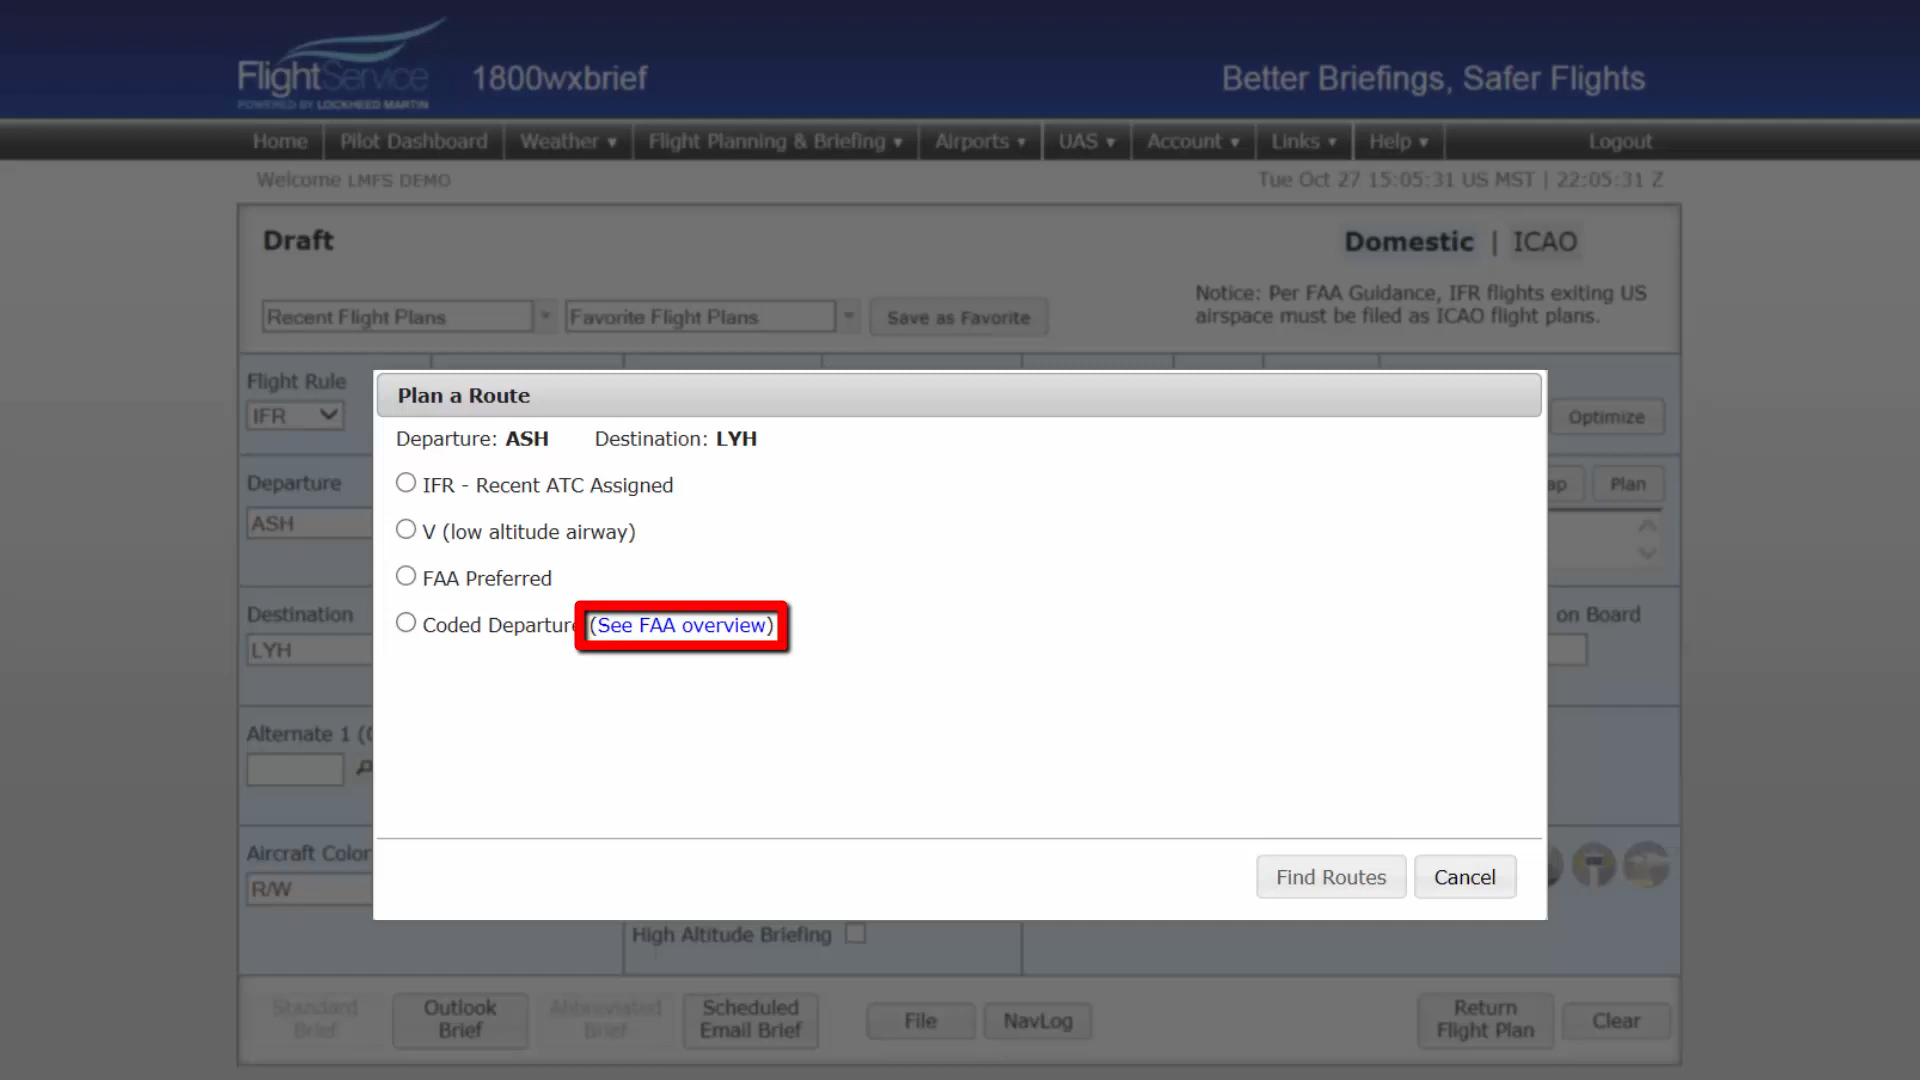 FlightService
POWERED BY LOCKHEED MARTIN
1800wxbrief
Better Briefings, Safer Flights
Home
Pilot Dashboard
Weather ▾
Flight Planning & Briefing ▾
Airports ▾
UAS ▾
Account ▾
Links ▾
Help ▾
Logout
Welcome LMFS DEMO
Tue Oct 27 15:05:31 US MST | 22:05:31 Z
Draft
Domestic | ICAO
Notice: Per FAA Guidance, IFR flights exiting US
airspace must be filed as ICAO flight plans.
Recent Flight Plans
Favorite Flight Plans
Save as Favorite
Flight Rule
IFR
Optimize
Plan a Route
Departure: ASH
Destination: LYH
IFR - Recent ATC Assigned
V (low altitude airway)
FAA Preferred
Coded Departure
(See FAA overview)
Find Routes
Cancel
Departure
ASH
Plan
Destination
LYH
on Board
Alternate 1
Aircraft Color
R/W
High Altitude Briefing
Standard
Brief
Outlook
Brief
Abbreviated
Brief
Scheduled
Email Brief
File
NavLog
Return
Flight Plan
Clear